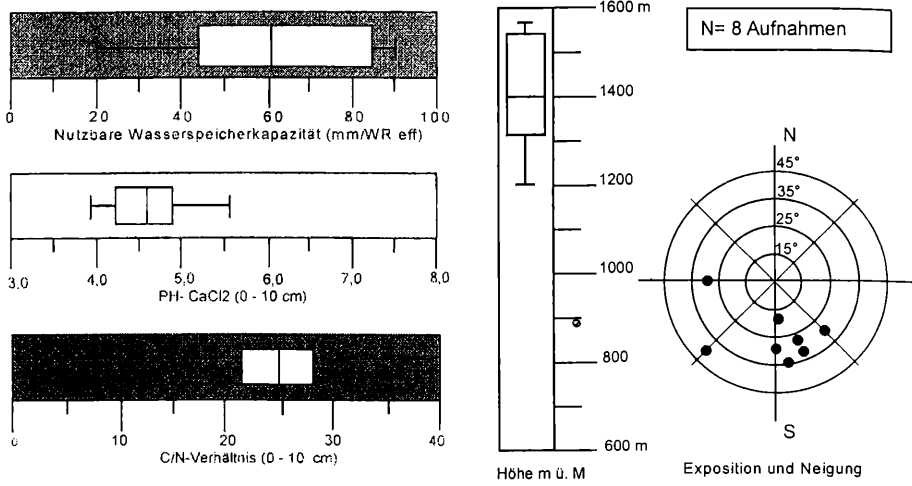 0 20 40 60 80 100
Nutzbare Wasserspeicherkapazität (mm/WR eff)
3,0 4,0 5,0 6,0 7,0 8,0
PH- CaCl2 (0 - 10 cm)
0 10 20 30 40
C/N-Verhältnis (0 - 10 cm)
1600 m
1400
1200
1000
800
600 m
Höhe m ü. M
N= 8 Aufnahmen
N
45°
35°
25°
15°
S
Exposition und Neigung